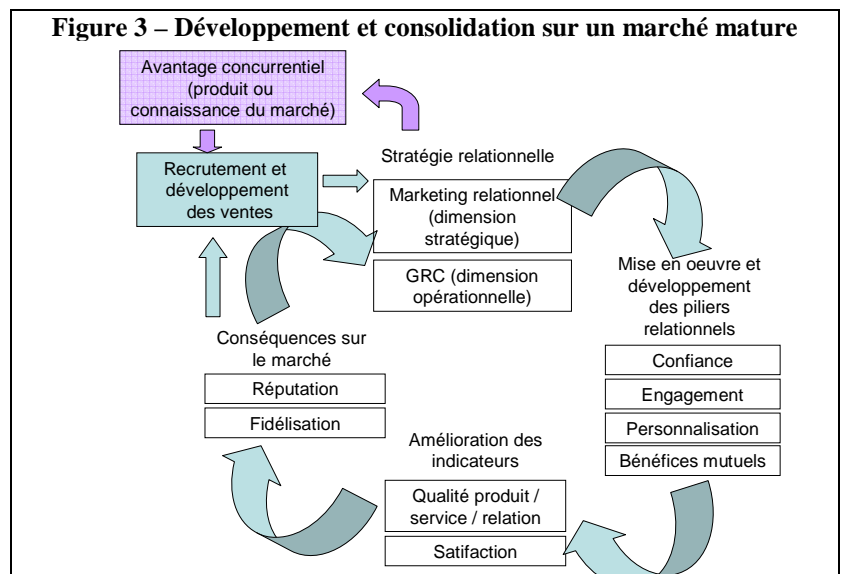 Figure 3 – Développement et consolidation sur un marché mature
Avantage concurrentiel
(produit ou
connaissance du marché)
Recrutement et
développement
des ventes
Stratégie relationnelle
Marketing relationnel
(dimension
stratégique)
GRC (dimension
opérationnelle)
Mise en oeuvre et
développement
des piliers
relationnels
Confiance
Engagement
Personnalisation
Bénéfices mutuels
Amélioration des
indicateurs
Qualité produit /
service / relation
Satifaction
Conséquences sur
le marché
Réputation
Fidélisation